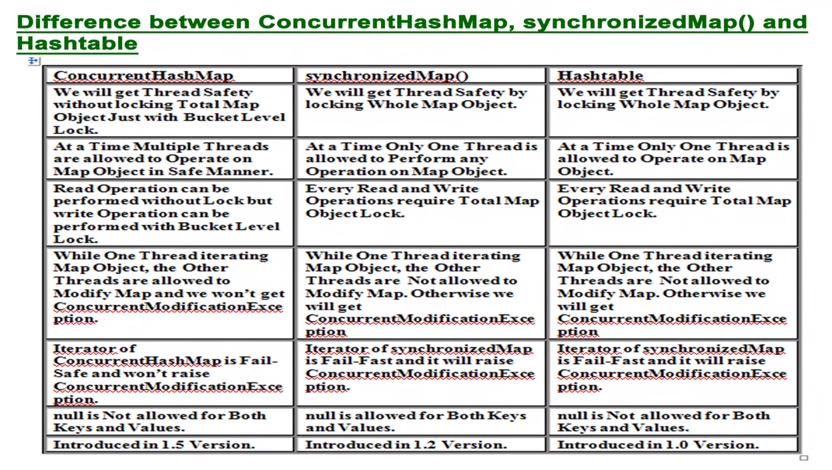 Difference between ConcurrentHashMap, synchronizedMap() and
Hashtable
ConcurrentHashMap
synchronizedMap()
Hashtable
We will get Thread Safety
without locking Total Map
Object Just with Bucket Level
Lock.
We will get Thread Safety by
locking Whole Map Object.
We will get Thread Safety by
locking Whole Map Object.
At a Time Multiple Threads
are allowed to Operate on
Map Object in Safe Manner.
At a Time Only One Thread is
allowed to Perform any
Operation on Map Object.
At a Time Only One Thread is
allowed to Operate on Map
Object.
Read Operation can be
performed without Lock but
write Operation can be
performed with Bucket Level
Lock.
Every Read and Write
Operations require Total Map
Object Lock.
Every Read and Write
Operations require Total Map
Object Lock.
While One Thread iterating
Map Object, the Other
Threads are allowed to
Modify Map and we won't get
ConcurrentModificationExce
ption.
While One Thread iterating
Map Object, the Other
Threads are Not allowed to
Modify Map. Otherwise we
will get
ConcurrentModificationExce
ption
While One Thread iterating
Map Object, the Other
Threads are Not allowed to
Modify Map. Otherwise we
will get
ConcurrentModificationExce
ption
Iterator of
ConcurrentHashMap is Fail-
Safe and won't raise
ConcurrentModificationExce
ption.
Iterator of synchronizedMap
is Fail-Fast and it will raise
ConcurrentModificationExce
ption.
Iterator of synchronizedMap
is Fail-Fast and it will raise
ConcurrentModificationExce
ption.
null is Not allowed for Both
Keys and Values.
null is allowed for Both Keys
and Values.
null is Not allowed for Both
Keys and Values.
Introduced in 1.5 Version.
Introduced in 1.2 Version.
Introduced in 1.0 Version.